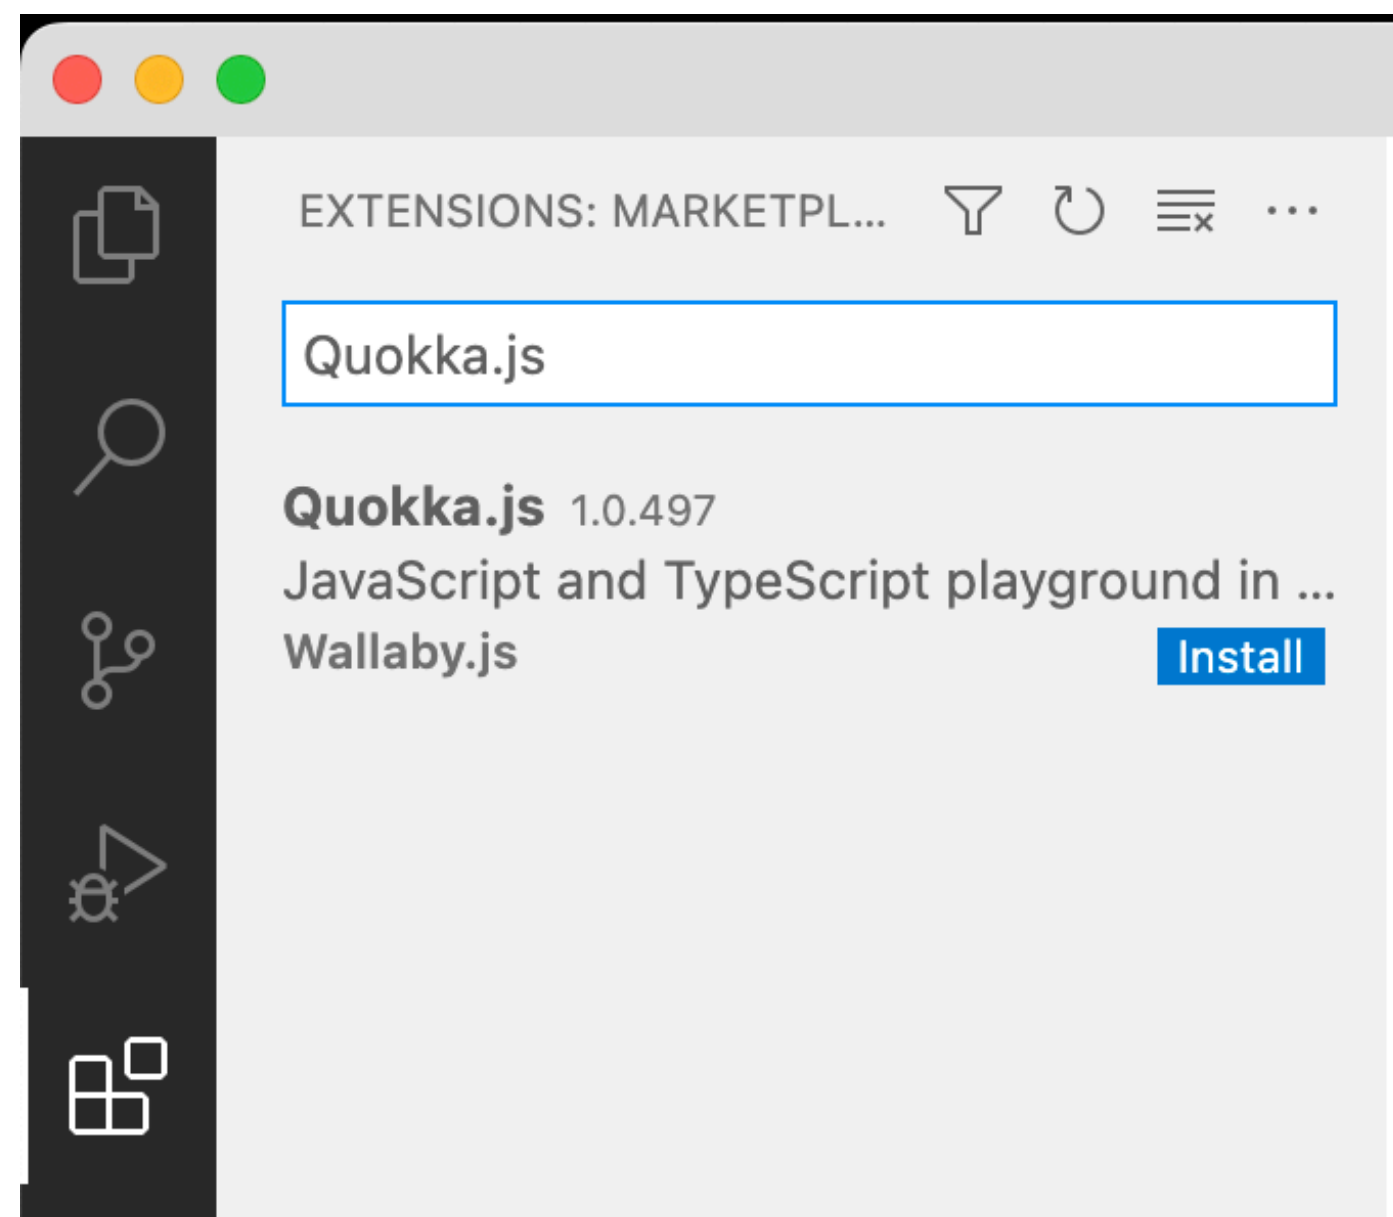 EXTENSIONS: MARKETPL...
Quokka.js
Quokka.js 1.0.497
JavaScript and TypeScript playground in ...
Wallaby.js Install